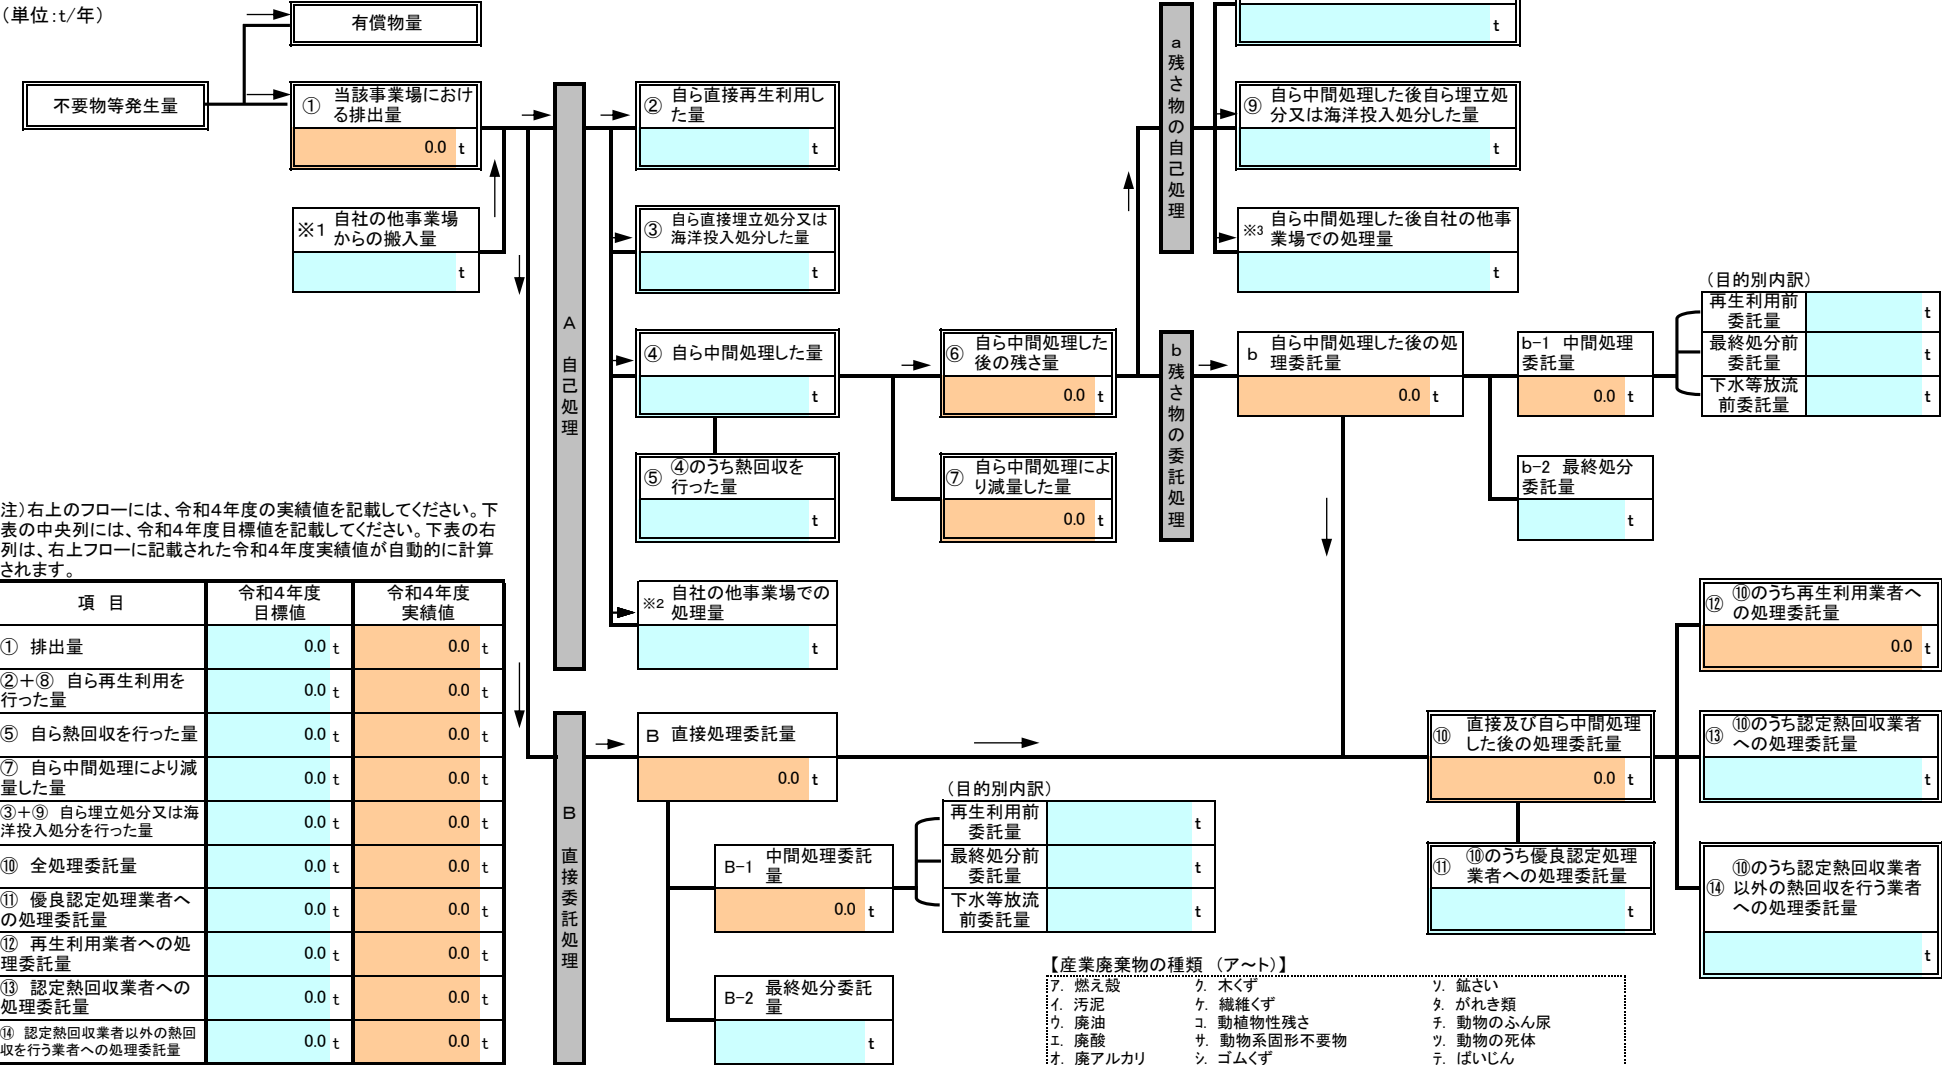 (単位:t/年)
有償物量
不要物等発生量
① 当該事業場におけ
る排出量
0.0 t
※1 自社の他事業場
からの搬入量
t
A 自己処理
② 自ら直接再生利用し
た量
t
③ 自ら直接埋立処分又は
海洋投入処分した量
t
④ 自ら中間処理した量
t
⑤ ④のうち熱回収を
行った量
t
※2 自社の他事業場での
処理量
t
⑥ 自ら中間処理した
後の残さ量
0.0 t
⑦ 自ら中間処理によ
り減量した量
0.0 t
a残さ物の自己処理
t
⑨ 自ら中間処理した後自ら埋立処
分又は海洋投入処分した量
t
※3 自ら中間処理した後自社の他事
業場での処理量
t
b残さ物の委託処理
b 自ら中間処理した後の処
理委託量
0.0 t
b-1 中間処理
委託量
0.0 t
b-2 最終処分
委託量
t
(目的別内訳)
再生利用前
委託量
t
最終処分前
委託量
t
下水等放流
前委託量
t
注)右上のフローには、令和4年度の実績値を記載してください。下
表の中央列には、令和4年度目標値を記載してください。下表の右
列は、右上フローに記載された令和4年度実績値が自動的に計算
されます。
項 目 令和4年度
目標値 令和4年度
実績値
① 排出量 0.0 t 0.0 t
②+⑧ 自ら再生利用を
行った量 0.0 t 0.0 t
⑤ 自ら熱回収を行った量 0.0 t 0.0 t
⑦ 自ら中間処理により減
量した量 0.0 t 0.0 t
③+⑨ 自ら埋立処分又は海
洋投入処分を行った量 0.0 t 0.0 t
⑩ 全処理委託量 0.0 t 0.0 t
⑪ 優良認定処理業者へ
の処理委託量 0.0 t 0.0 t
⑫ 再生利用業者への処
理委託量 0.0 t 0.0 t
⑬ 認定熱回収業者への
処理委託量 0.0 t 0.0 t
⑭ 認定熱回収業者以外の熱回
収を行う業者への処理委託量 0.0 t 0.0 t
B 直接委託処理
B 直接処理委託量
0.0 t
B-1 中間処理委託
量
0.0 t
B-2 最終処分委託
量
t
(目的別内訳)
再生利用前
委託量
t
最終処分前
委託量
t
下水等放流
前委託量
t
⑩ 直接及び自ら中間処理
した後の処理委託量
0.0 t
⑪ ⑩のうち優良認定処理
業者への処理委託量
t
⑫ ⑩のうち再生利用業者へ
の処理委託量
0.0 t
⑬ ⑩のうち認定熱回収業者
への処理委託量
t
⑭ ⑩のうち認定熱回収業者
以外の熱回収を行う業者
への処理委託量
t
【産業廃棄物の種類 (ア~ト)】
ア. 燃え殻 ク. 木くず ソ. 鉱さい
イ. 汚泥 ケ. 繊維くず タ. がれき類
ウ. 廃油 コ. 動植物性残さ チ. 動物のふん尿
エ. 廃酸 サ. 動物系固形不要物 ツ. 動物の死体
オ. 廃アルカリ シ. ゴムくず テ. ばいじん